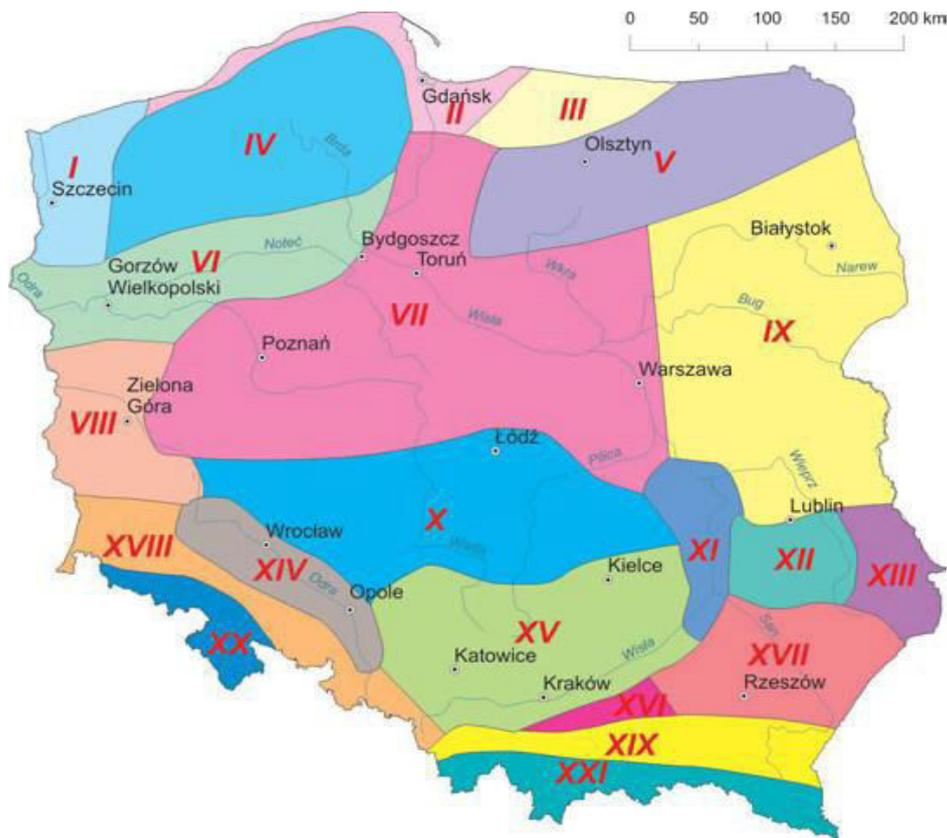 0 50 100 150 200 km
Gdańsk
II
III
IV
Brda
Olsztyn
V
I
Szczecin
Białystok
Narew
Bydgoszcz
Toruń
Noteć
VI
Odra
Gorzów
Wielkopolski
Wkra
Bug
VII
Wisła
IX
Poznań
Warszawa
Zielona
Góra
VIII
Łódź
Pilica
Wieprz
Lublin
X
Wrocław
XVIII
XIV
Odra
Opole
Kielce
XI
XII
XIII
XV
San
XX
Katowice
Wisła
XVII
Kraków
Rzeszów
XVI
XIX
XXI